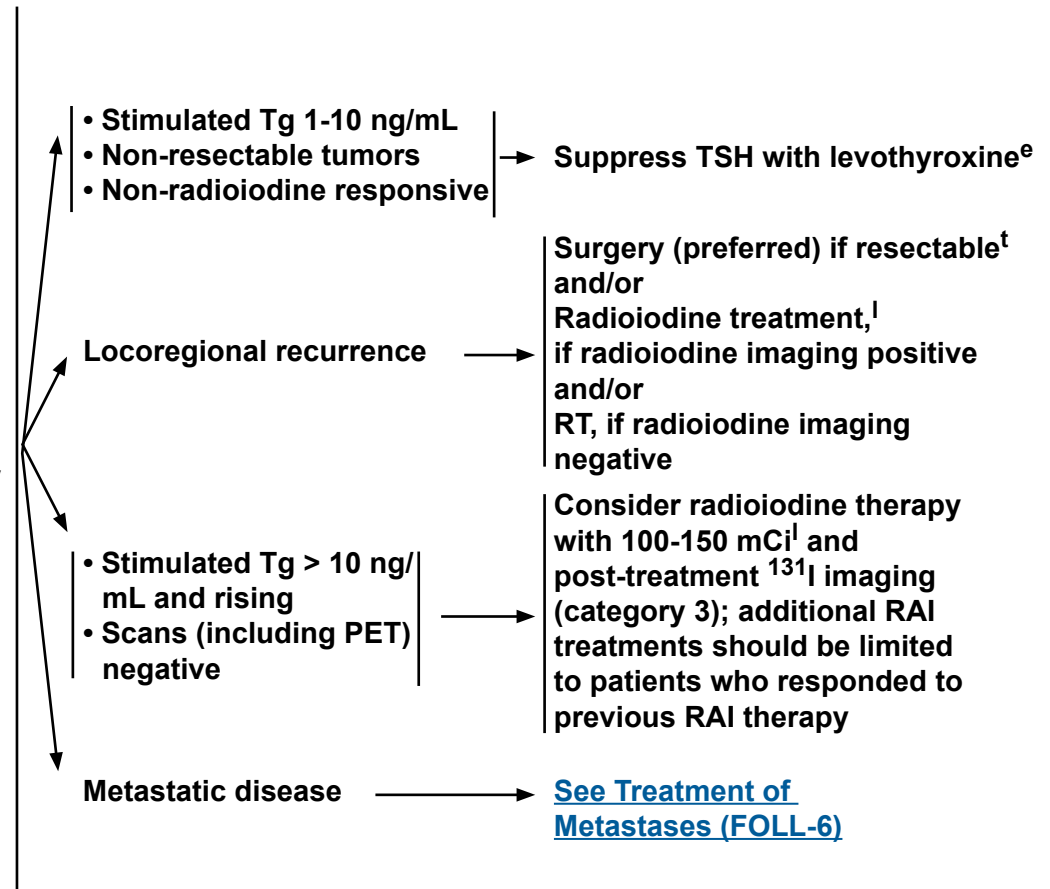 • Stimulated Tg 1-10 ng/mL
• Non-resectable tumors
• Non-radioiodine responsive
Suppress TSH with levothyroxineᵉ
Locoregional recurrence
Surgery (preferred) if resectableᵗ
and/or
Radioiodine treatment,ˡ
if radioiodine imaging positive
and/or
RT, if radioiodine imaging
negative
• Stimulated Tg > 10 ng/
mL and rising
• Scans (including PET)
negative
Consider radioiodine therapy
with 100-150 mCiˡ and
post-treatment ¹³¹I imaging
(category 3); additional RAI
treatments should be limited
to patients who responded to
previous RAI therapy
Metastatic disease
See Treatment of
Metastases (FOLL-6)